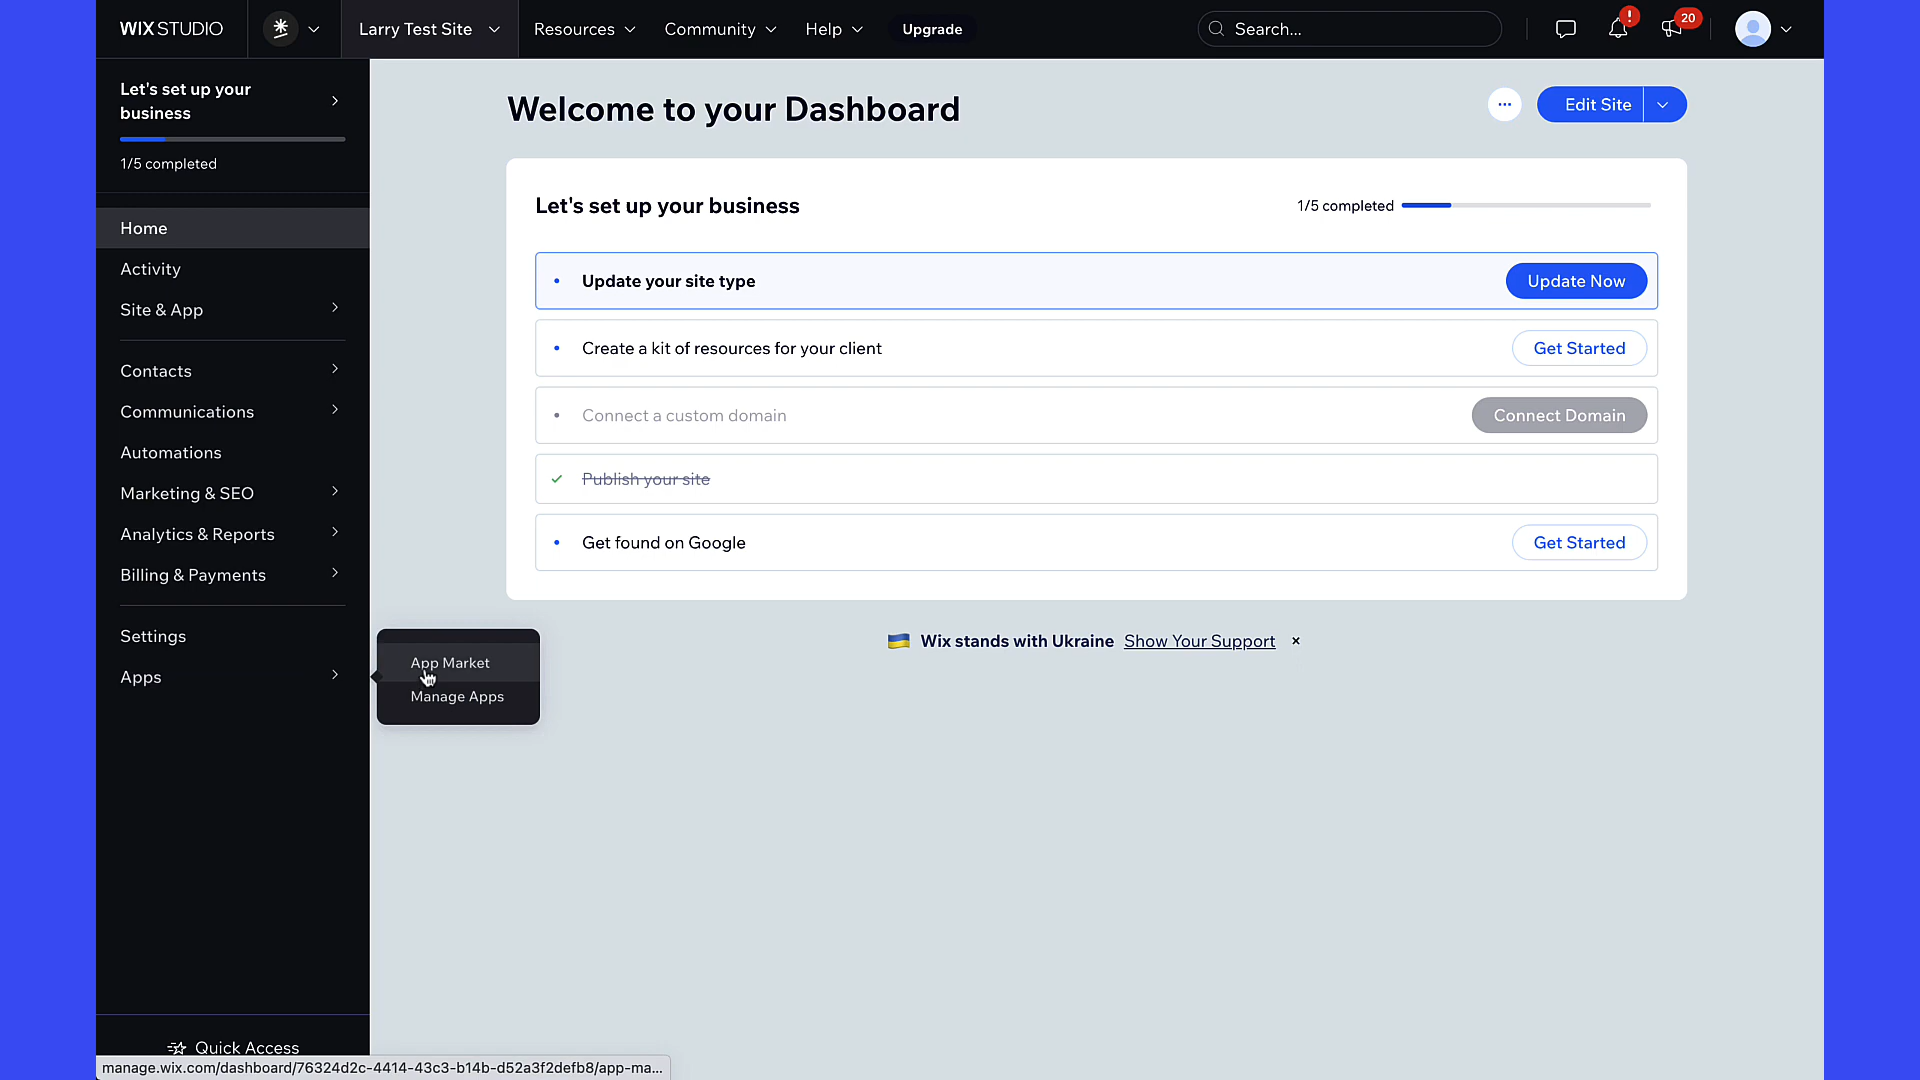 WIX STUDIO
Larry Test Site
Resources
Community
Help
Upgrade
Search...
!
20
Let's set up your
business
1/5 completed
Home
Activity
Site & App
Contacts
Communications
Automations
Marketing & SEO
Analytics & Reports
Billing & Payments
Settings
Apps
App Market
Manage Apps
Quick Access
manage.wix.com/dashboard/76324d2c-4414-43c3-b14b-d52a3f2defb8/app-ma...
Welcome to your Dashboard
Edit Site
Let's set up your business
1/5 completed
Update your site type
Update Now
Create a kit of resources for your client
Get Started
Connect a custom domain
Connect Domain
Publish your site
Get found on Google
Get Started
Wix stands with Ukraine Show Your Support